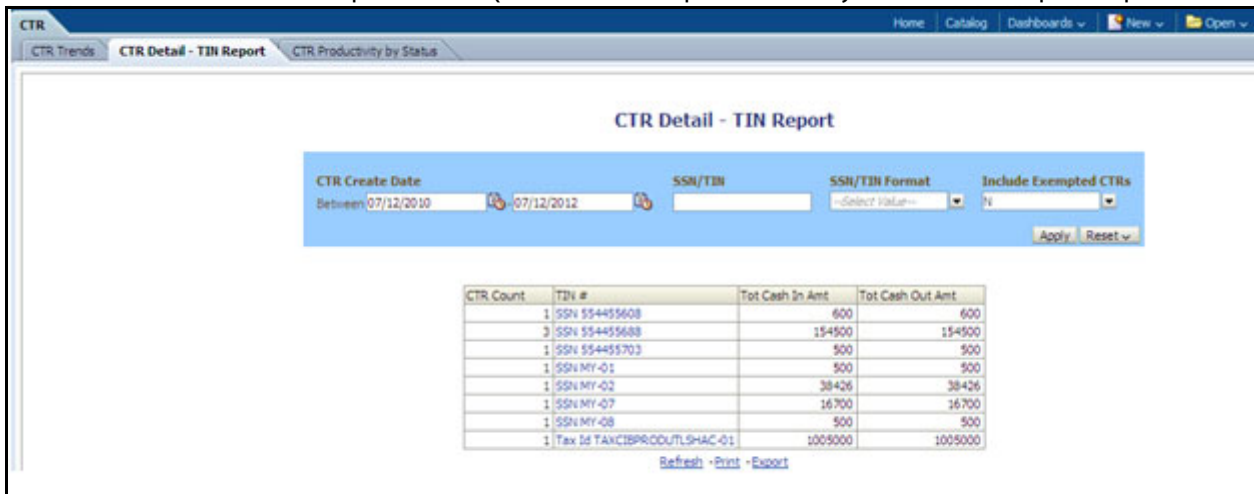 CTR Home Catalog Dashboards New Open
CTR Trends CTR Detail - TIN Report CTR Productivity by Status
CTR Detail - TIN Report
CTR Create Date SSN/TIN SSN/TIN Format Include Exempted CTRs
Between 07/12/2010 - 07/12/2012 --Select Value-- N
Apply Reset
CTR Count TIN # Tot Cash In Amt Tot Cash Out Amt
1 SSN 554455608 600 600
3 SSN 554455688 154500 154500
1 SSN 554455703 500 500
1 SSN MY-01 500 500
1 SSN MY-02 38426 38426
1 SSN MY-07 16700 16700
1 SSN MY-08 500 500
1 Tax Id TAXCIBPRODUTLSHAC-01 1005000 1005000
Refresh - Print - Export